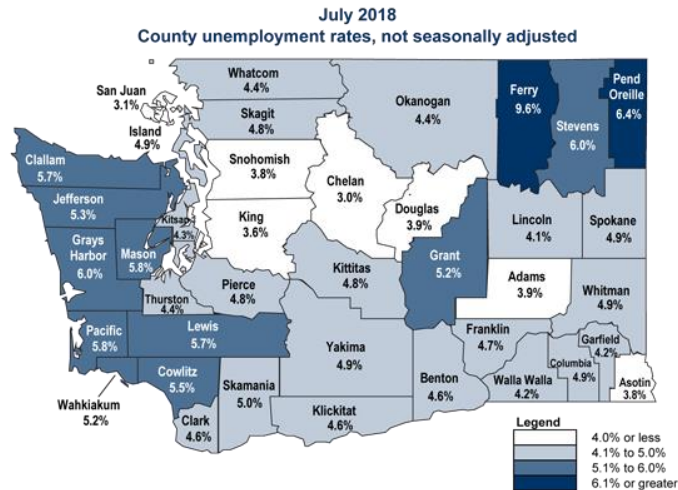 July 2018
County unemployment rates, not seasonally adjusted
Whatcom
4.4%
San Juan
3.1%
Skagit
4.8%
Island
4.9%
Okanogan
4.4%
Ferry
9.6%
Stevens
6.0%
Pend
Oreille
6.4%
Clallam
5.7%
Snohomish
3.8%
Chelan
3.0%
Jefferson
5.3%
Kitsap
4.3%
King
3.6%
Douglas
3.9%
Lincoln
4.1%
Spokane
4.9%
Grays
Harbor
6.0%
Mason
5.8%
Grant
5.2%
Kittitas
4.8%
Adams
3.9%
Pierce
4.8%
Thurston
4.4%
Whitman
4.9%
Pacific
5.8%
Lewis
5.7%
Franklin
4.7%
Garfield
4.2%
Yakima
4.9%
Columbia
4.9%
Cowlitz
5.5%
Skamania
5.0%
Benton
4.6%
Walla Walla
4.2%
Asotin
3.8%
Wahkiakum
5.2%
Clark
4.6%
Klickitat
4.6%
Legend
4.0% or less
4.1% to 5.0%
5.1% to 6.0%
6.1% or greater